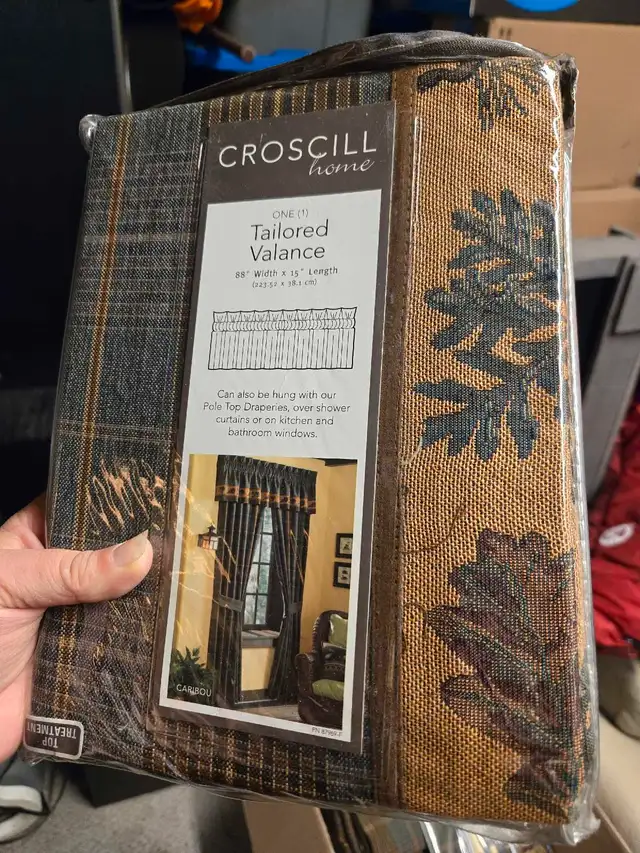 CROSCILL
home
ONE (1)
Tailored
Valance
88" Width x 15" Length
(223.52 x 38.1 cm)
Can also be hung with our
Pole Top Draperies, over shower
curtains or on kitchen and
bathroom windows.
CARIBOU
TOP
TREATMENT